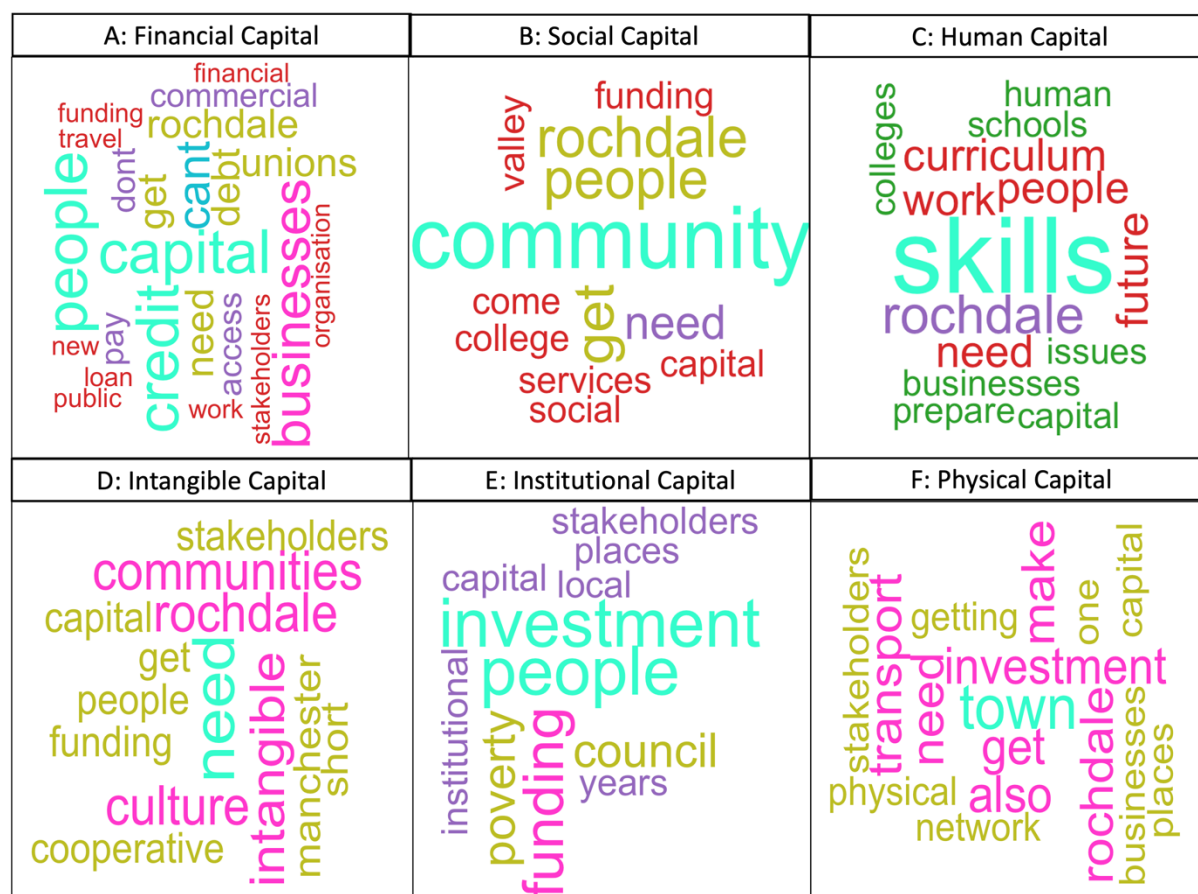 A: Financial Capital
financial
commercial
funding
rochdale
travel
people
dont
get
cant
debt
unions
businesses
capital
organisation
credit
need
access
stakeholders
new
pay
loan
public
work
B: Social Capital
valley
funding
rochdale
people
community
come
get
need
college
capital
services
social
C: Human Capital
colleges
human
schools
curriculum
work
people
skills
future
rochdale
need
issues
businesses
prepare
capital
D: Intangible Capital
stakeholders
communities
capital
rochdale
get
need
intangible
manchester
short
people
funding
culture
cooperative
E: Institutional Capital
stakeholders
places
capital
local
investment
people
institutional
poverty
funding
council
years
F: Physical Capital
stakeholders
transport
getting
make
one
capital
need
investment
town
get
rochdale
businesses
places
physical
also
network